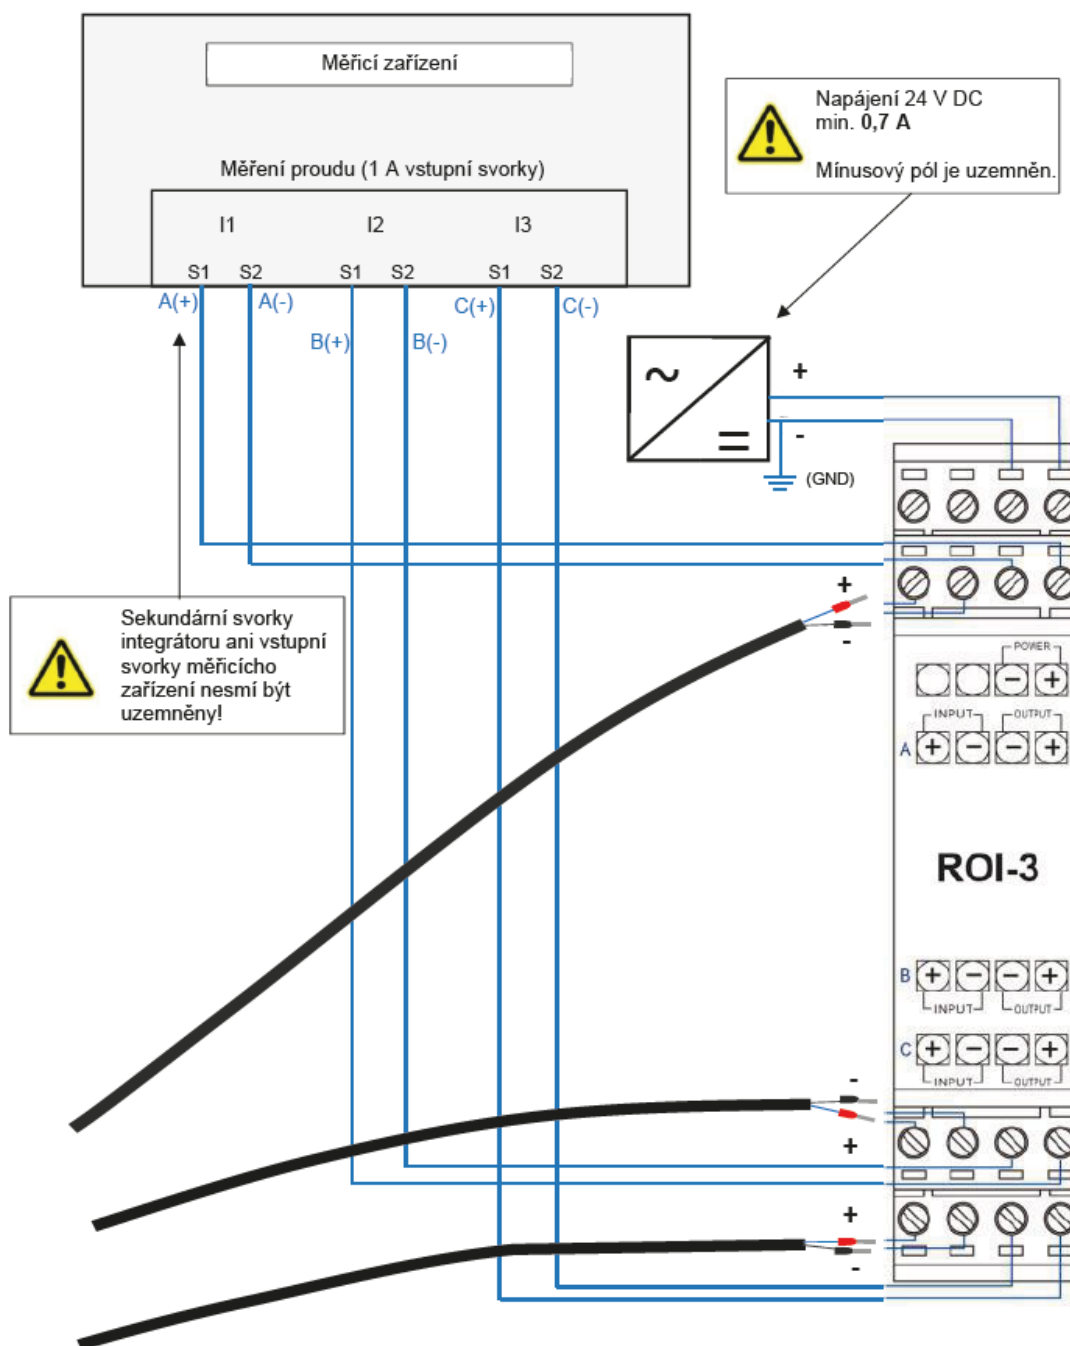 Měřicí zařízení
Napájení 24 V DC
min. 0,7 A
Mínusový pól je uzemněn.
Měření proudu (1 A vstupní svorky)
I1 I2 I3
S1 S2 S1 S2 S1 S2
A(+) A(-) C(+) C(-)
B(+) B(-)
~
=
+
-
(GND)
Sekundární svorky
integrátoru ani vstupní
svorky měřicícho
zařízení nesmí být
uzemněny!
+
-
POWER
- +
INPUT OUTPUT
A + - - +
ROI-3
B + - - +
INPUT OUTPUT
C + - - +
INPUT OUTPUT
-
+
+
-